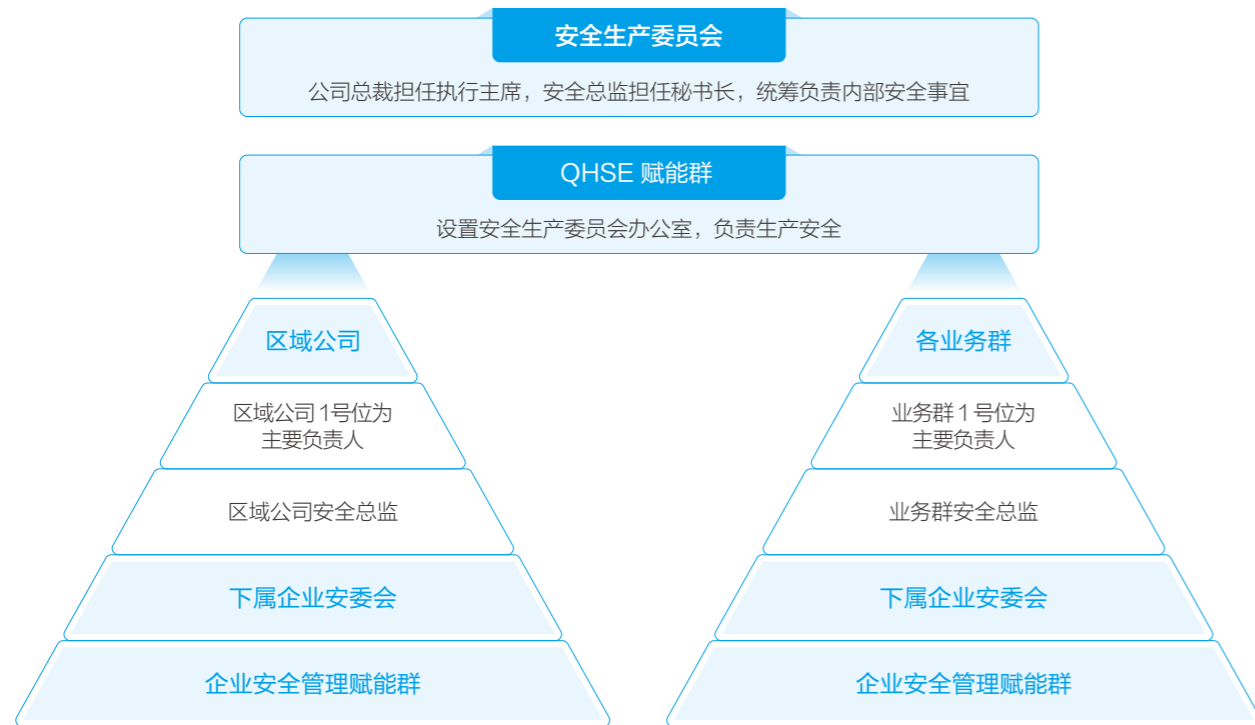 安全生产委员会
公司总裁担任执行主席，安全总监担任秘书长，统筹负责内部安全事宜
QHSE 赋能群
设置安全生产委员会办公室，负责生产安全
区域公司
区域公司 1号位为
主要负责人
区域公司安全总监
下属企业安委会
企业安全管理赋能群
各业务群
业务群 1 号位为
主要负责人
业务群安全总监
下属企业安委会
企业安全管理赋能群